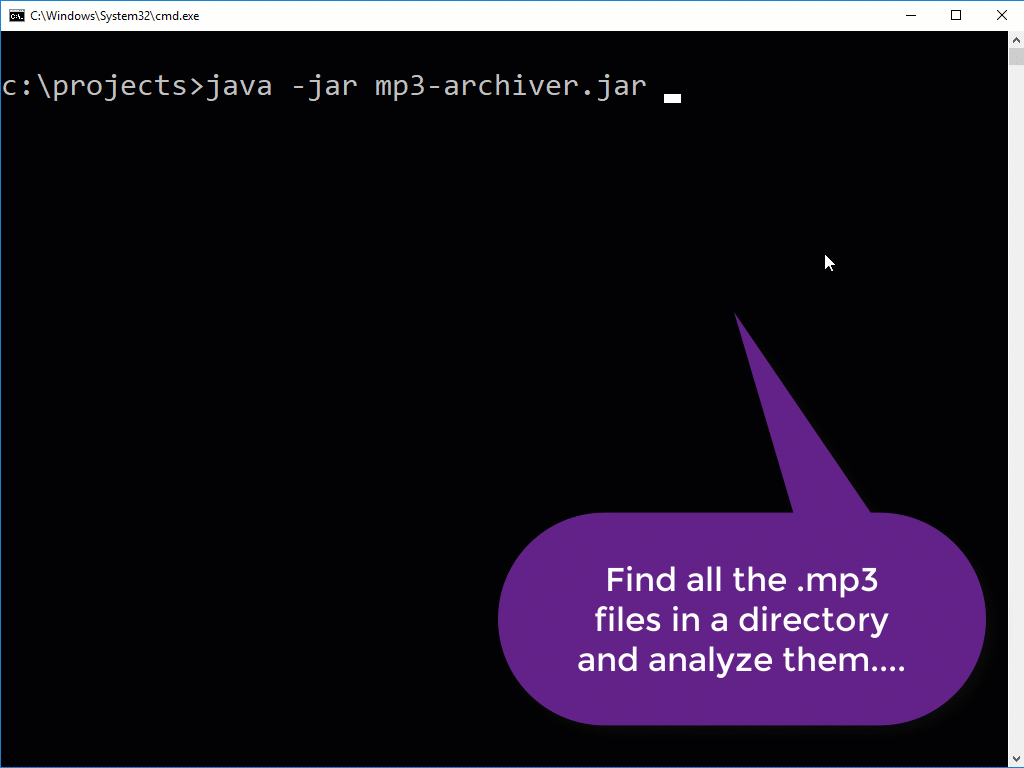 C:\Windows\System32\cmd.exe
c:\projects>java -jar mp3-archiver.jar
Find all the .mp3
files in a directory
and analyze them....